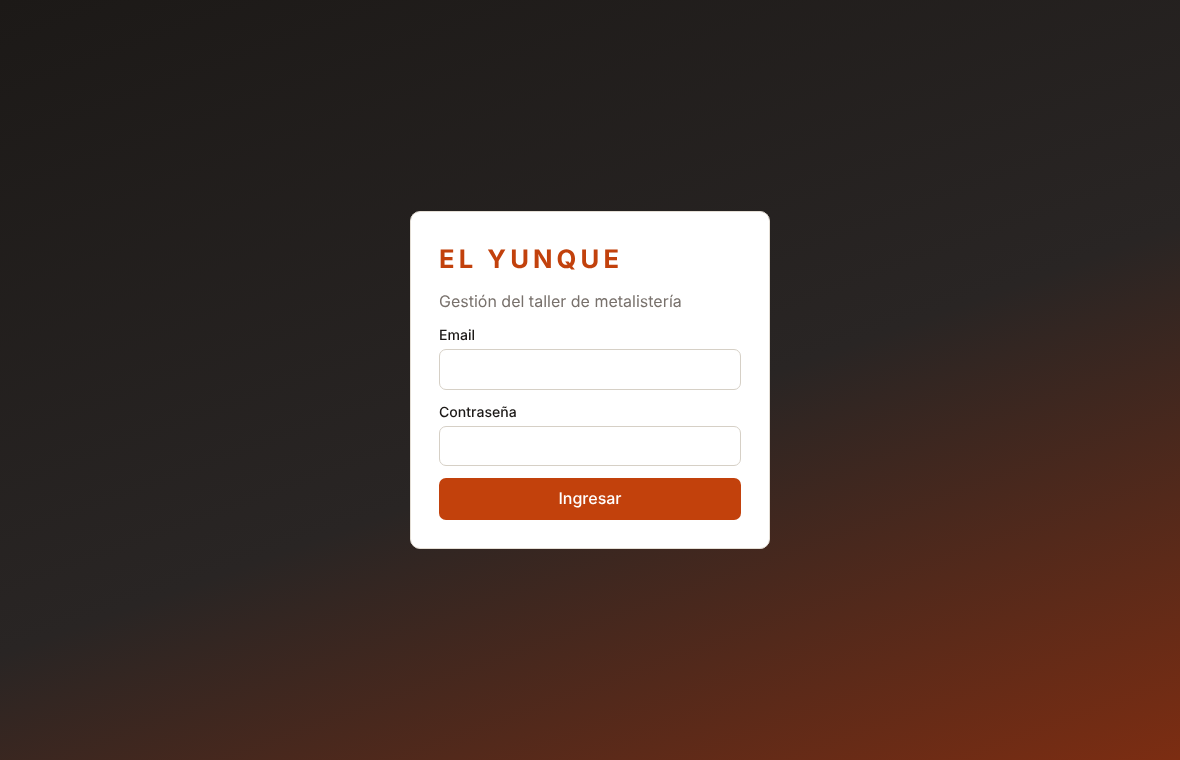 EL YUNQUE
Gestión del taller de metalistería
Email
Contraseña
Ingresar